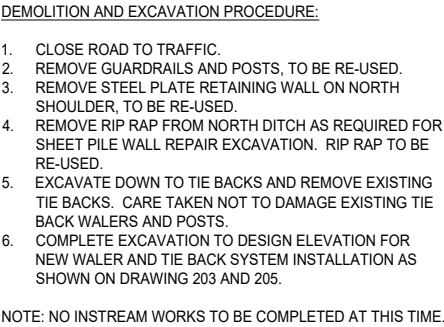 DEMOLITION AND EXCAVATION PROCEDURE:
1. CLOSE ROAD TO TRAFFIC.
2. REMOVE GUARDRAILS AND POSTS, TO BE RE-USED.
3. REMOVE STEEL PLATE RETAINING WALL ON NORTH
SHOULDER, TO BE RE-USED.
4. REMOVE RIP RAP FROM NORTH DITCH AS REQUIRED FOR
SHEET PILE WALL REPAIR EXCAVATION. RIP RAP TO BE
RE-USED.
5. EXCAVATE DOWN TO TIE BACKS AND REMOVE EXISTING
TIE BACKS. CARE TAKEN NOT TO DAMAGE EXISTING TIE
BACK WALERS AND POSTS.
6. COMPLETE EXCAVATION TO DESIGN ELEVATION FOR
NEW WALER AND TIE BACK SYSTEM INSTALLATION AS
SHOWN ON DRAWING 203 AND 205.
NOTE: NO INSTREAM WORKS TO BE COMPLETED AT THIS TIME.